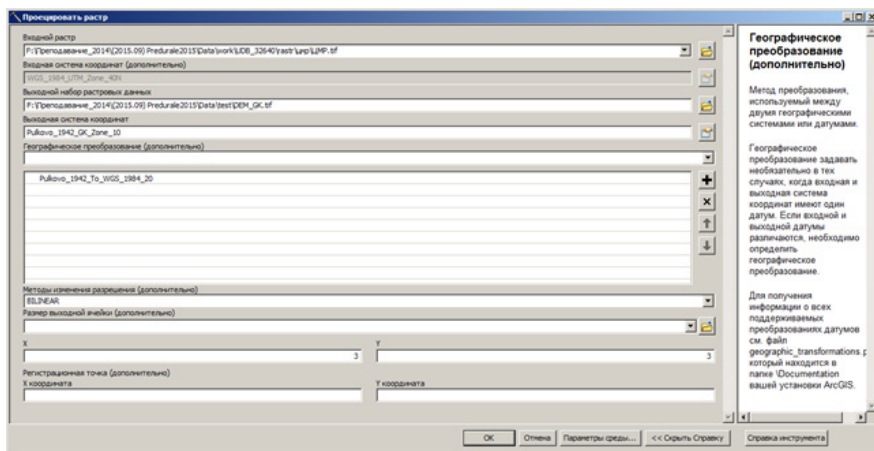 Проецировать растр
Входной растр
F:\Преподавание_2014\(2015.09) Predurale2015\Data\work\UDB_32640\rastr\цмр\ЦМР.tif
Входная система координат (дополнительно)
WGS_1984_UTM_Zone_40N
Выходной набор растровых данных
F:\Преподавание_2014\(2015.09) Predurale2015\Data\test\DEM_GK.tif
Выходная система координат
Pulkovo_1942_GK_Zone_10
Географическое преобразование (дополнительно)
Pulkovo_1942_To_WGS_1984_20
Методы изменения разрешения (дополнительно)
BILINEAR
Размер выходной ячейки (дополнительно)
X
Y
3
3
Регистрационная точка (дополнительно)
X координата
Y координата
OK
Отмена
Параметры среды...
<< Скрыть Справку
Справка инструмента
Географическое
преобразование
(дополнительно)
Метод преобразования,
используемый между
двумя географическими
системами или датумами.
Географическое
преобразование задавать
необязательно в тех
случаях, когда входная и
выходная система
координат имеют один
датум. Если входной и
выходной датумы
различаются, необходимо
определить
географическое
преобразование.
Для получения
информации о всех
поддерживаемых
преобразованиях датумов
см. файл
geographic_transformations.p
который находится в
папке \Documentation
вашей установки ArcGIS.